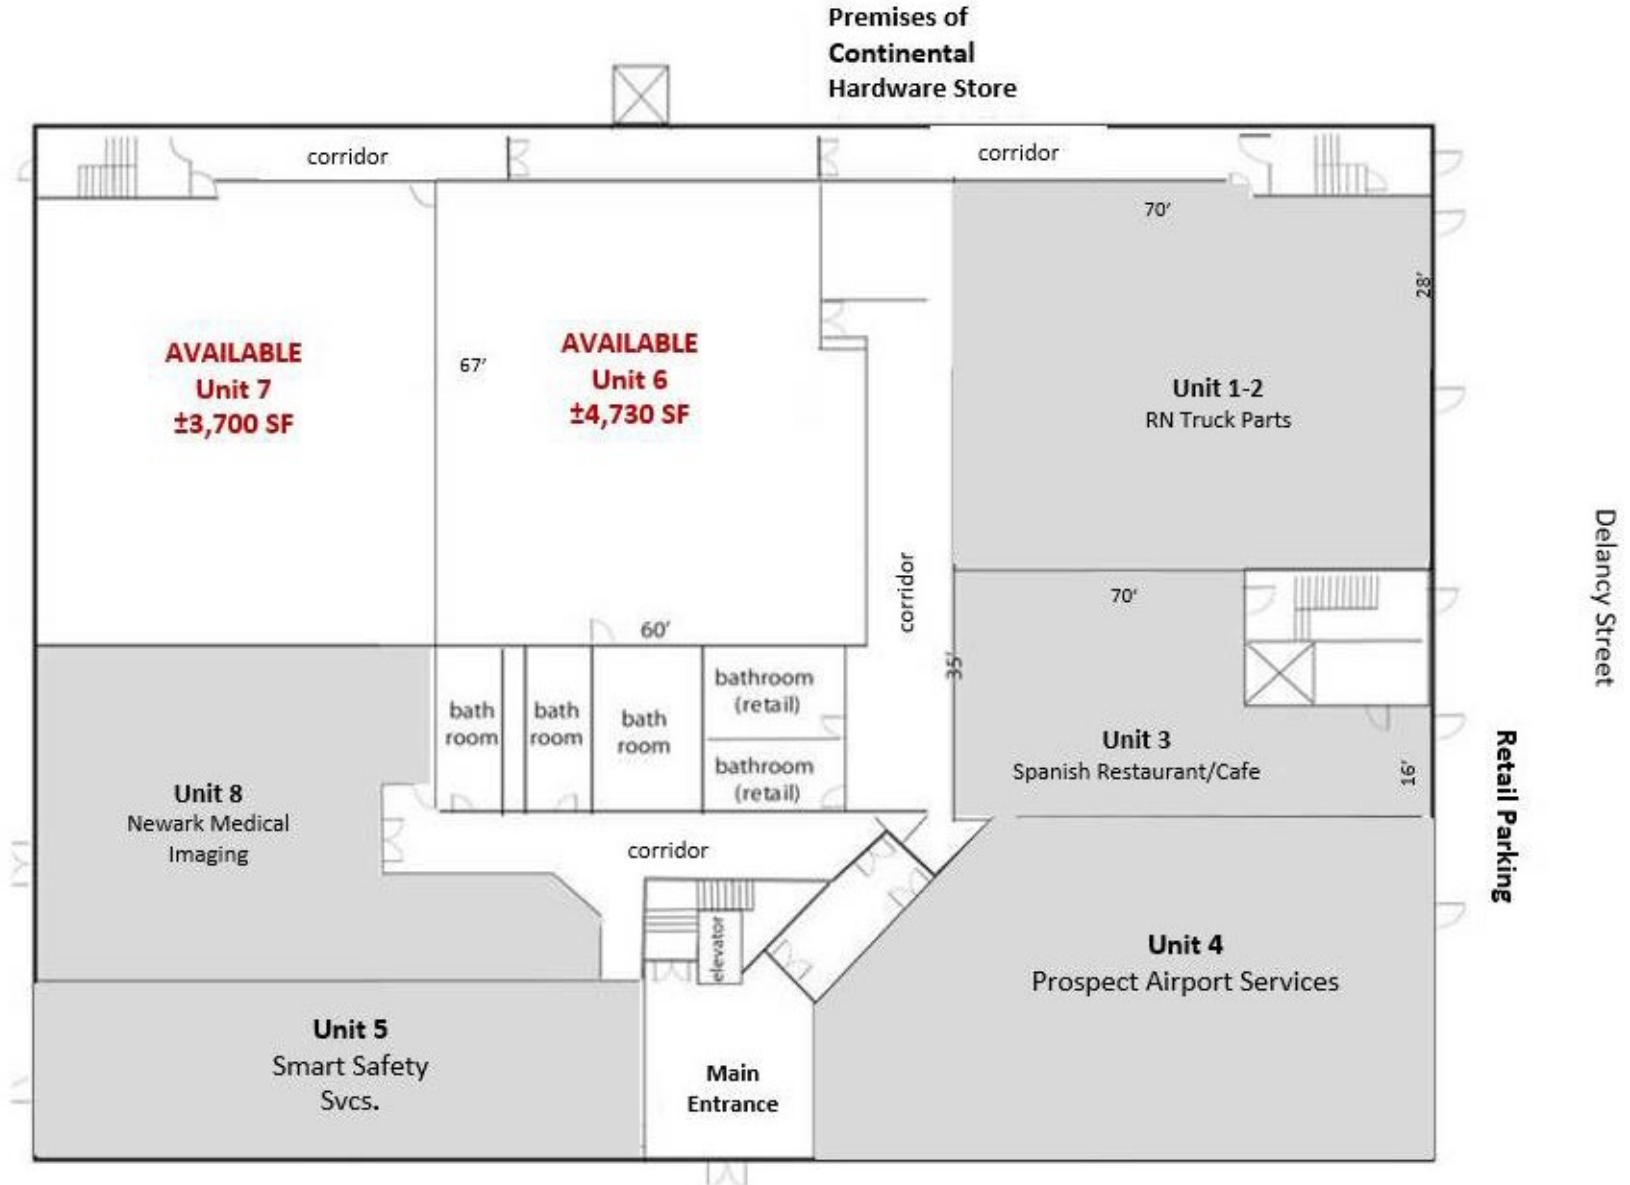 Premises of
Continental
Hardware Store
corridor
corridor
70'
28'
AVAILABLE
Unit 7
±3,700 SF
67'
AVAILABLE
Unit 6
±4,730 SF
Unit 1-2
RN Truck Parts
Delancy Street
corridor
60'
70'
35'
bath
room
bath
room
bath
room
bathroom
(retail)
bathroom
(retail)
Unit 3
Spanish Restaurant/Cafe
16'
Retail Parking
Unit 8
Newark Medical
Imaging
corridor
elevator
Unit 4
Prospect Airport Services
Unit 5
Smart Safety
Svcs.
Main
Entrance